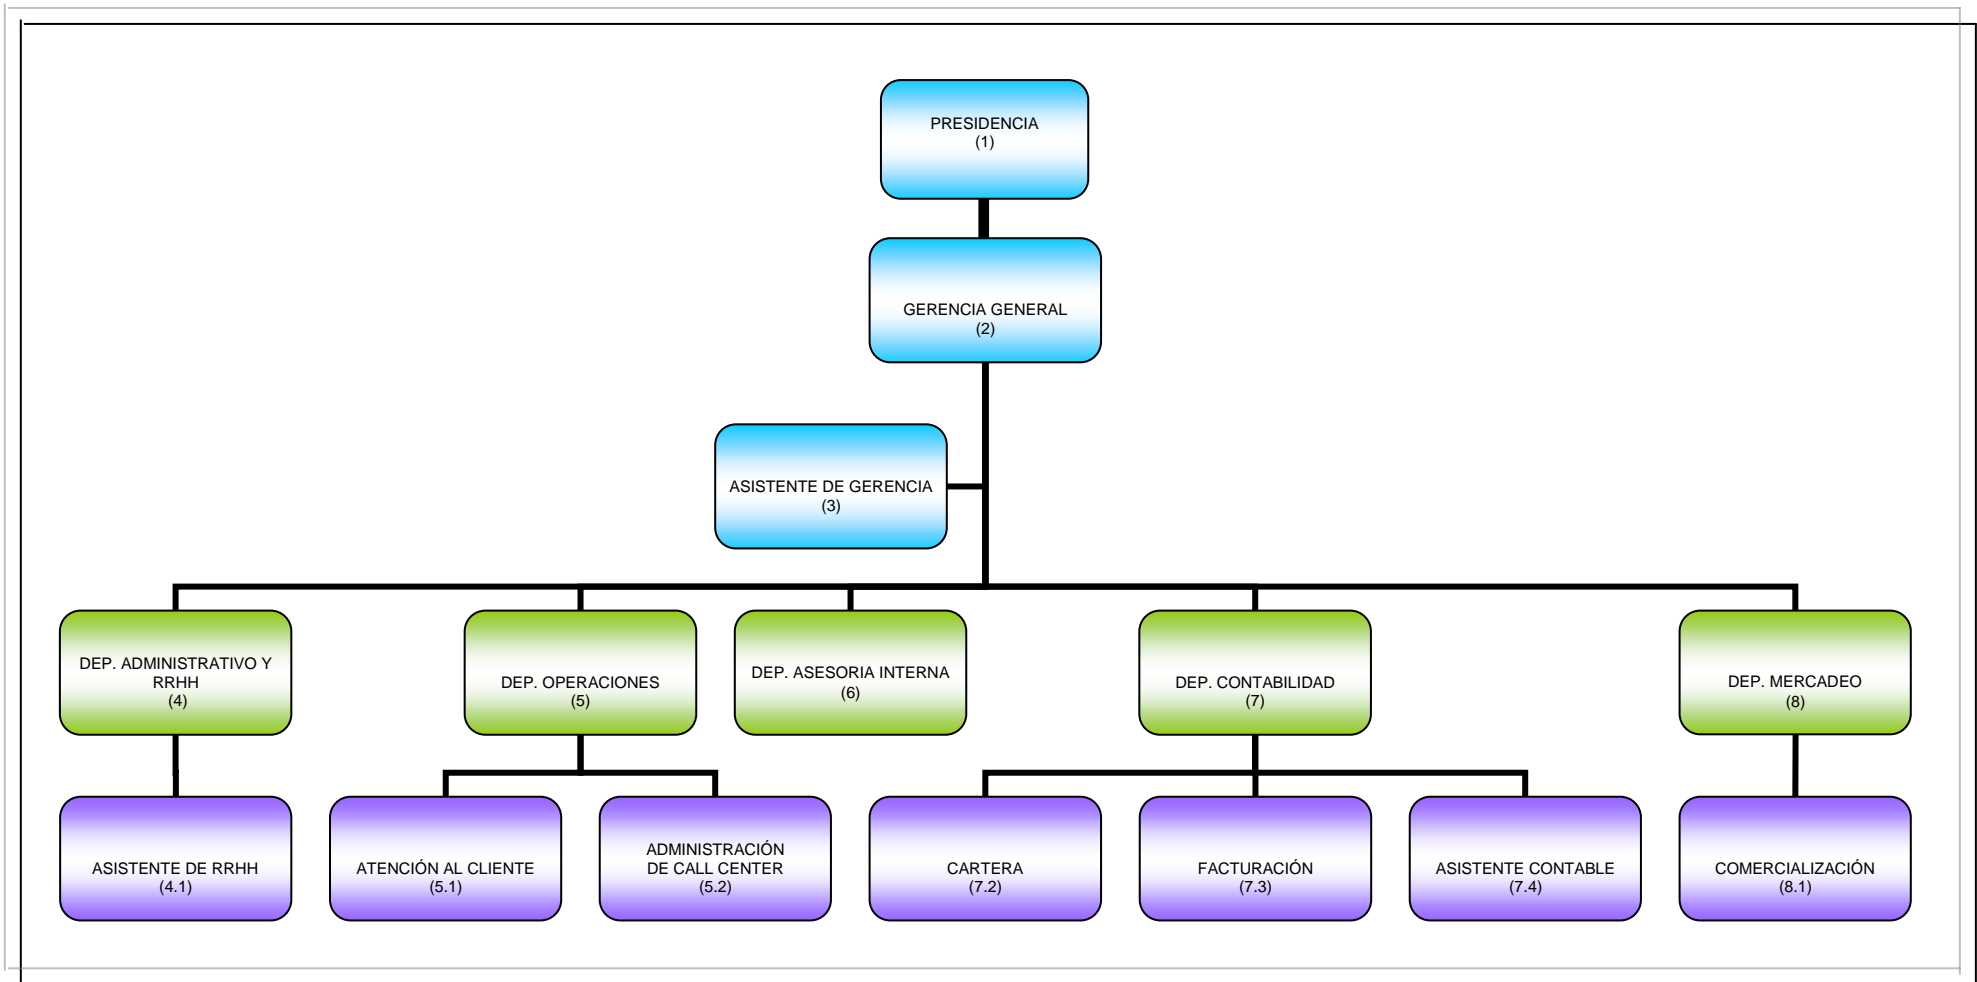 PRESIDENCIA
(1)
GERENCIA GENERAL
(2)
ASISTENTE DE GERENCIA
(3)
DEP. ADMINISTRATIVO Y
RRHH
(4)
DEP. OPERACIONES
(5)
DEP. ASESORIA INTERNA
(6)
DEP. CONTABILIDAD
(7)
DEP. MERCADEO
(8)
ASISTENTE DE RRHH
(4.1)
ATENCIÓN AL CLIENTE
(5.1)
ADMINISTRACIÓN
DE CALL CENTER
(5.2)
CARTERA
(7.2)
FACTURACIÓN
(7.3)
ASISTENTE CONTABLE
(7.4)
COMERCIALIZACIÓN
(8.1)